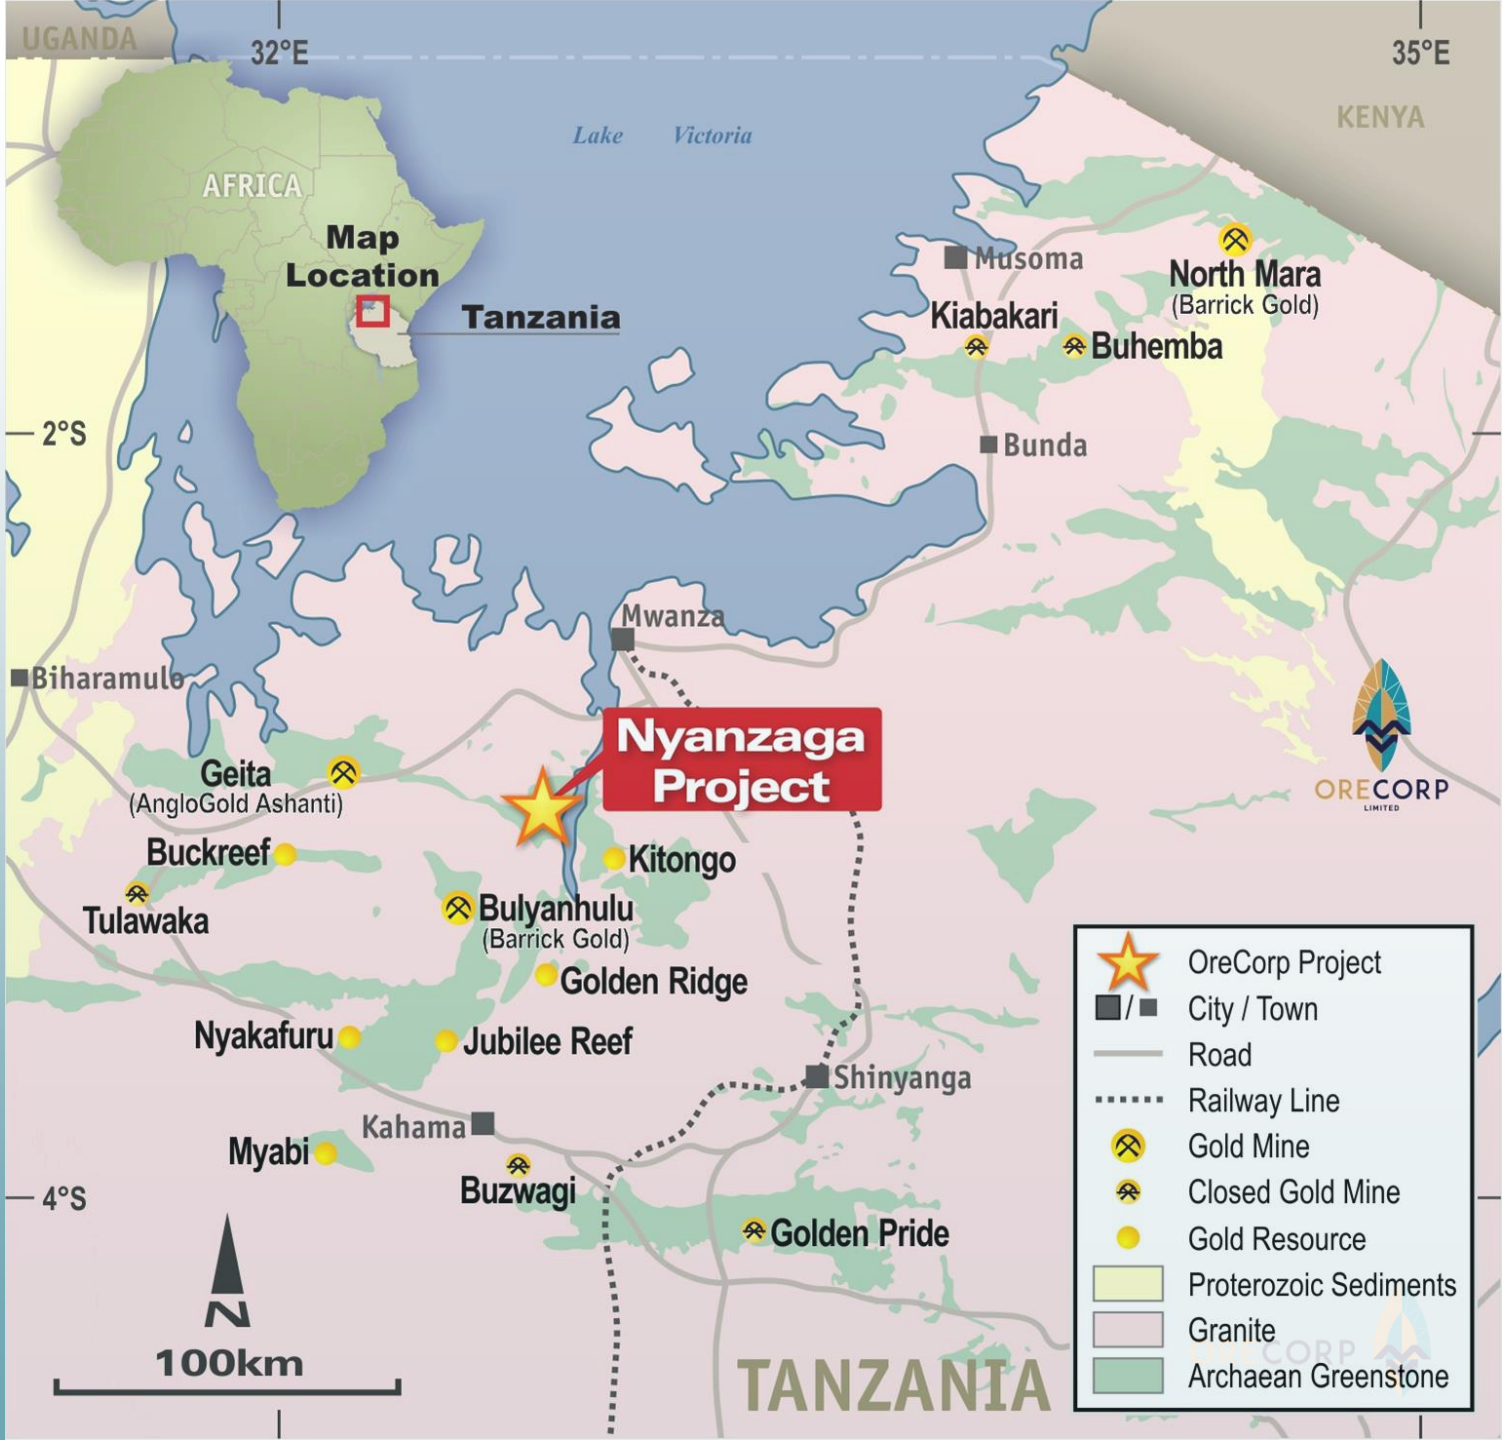 UGANDA
32°E
35°E
KENYA
Lake Victoria
AFRICA
Map
Location
Tanzania
Musoma
North Mara
(Barrick Gold)
Kiabakari
Buhemba
2°S
Bunda
Mwanza
Biharamulo
Nyanzaga
Project
Geita
(AngloGold Ashanti)
ORECORP
LIMITED
Buckreef
Kitongo
Tulawaka
Bulyanhulu
(Barrick Gold)
Golden Ridge
Nyakafuru
Jubilee Reef
Shinyanga
Kahama
Myabi
Buzwagi
4°S
Golden Pride
N
100km
TANZANIA
OreCorp Project
/
City / Town
Road
Railway Line
Gold Mine
Closed Gold Mine
Gold Resource
Proterozoic Sediments
Granite
ORECORP
Archaean Greenstone